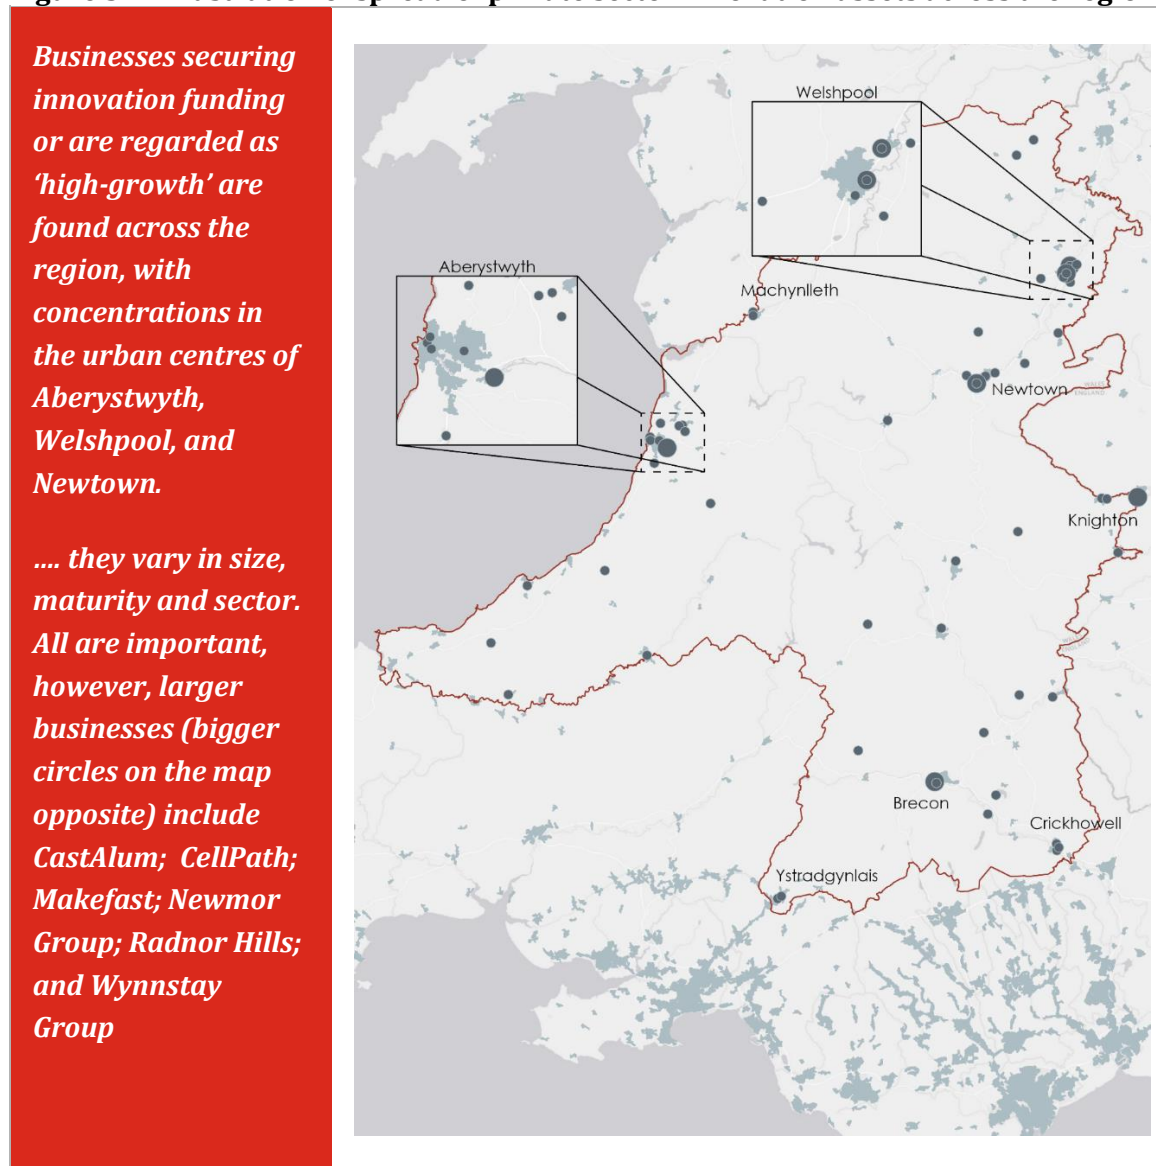 Businesses securing
innovation funding
or are regarded as
‘high-growth’ are
found across the
region, with
concentrations in
the urban centres of
Aberystwyth,
Welshpool, and
Newtown.
…. they vary in size,
maturity and sector.
All are important,
however, larger
businesses (bigger
circles on the map
opposite) include
CastAlum; CellPath;
Makefast; Newmor
Group; Radnor Hills;
and Wynnstay
Group
Welshpool
Aberystwyth
Machynlleth
Newtown
WALES
ENGLAND
Knighton
Brecon
Crickhowell
Ystradgynlais